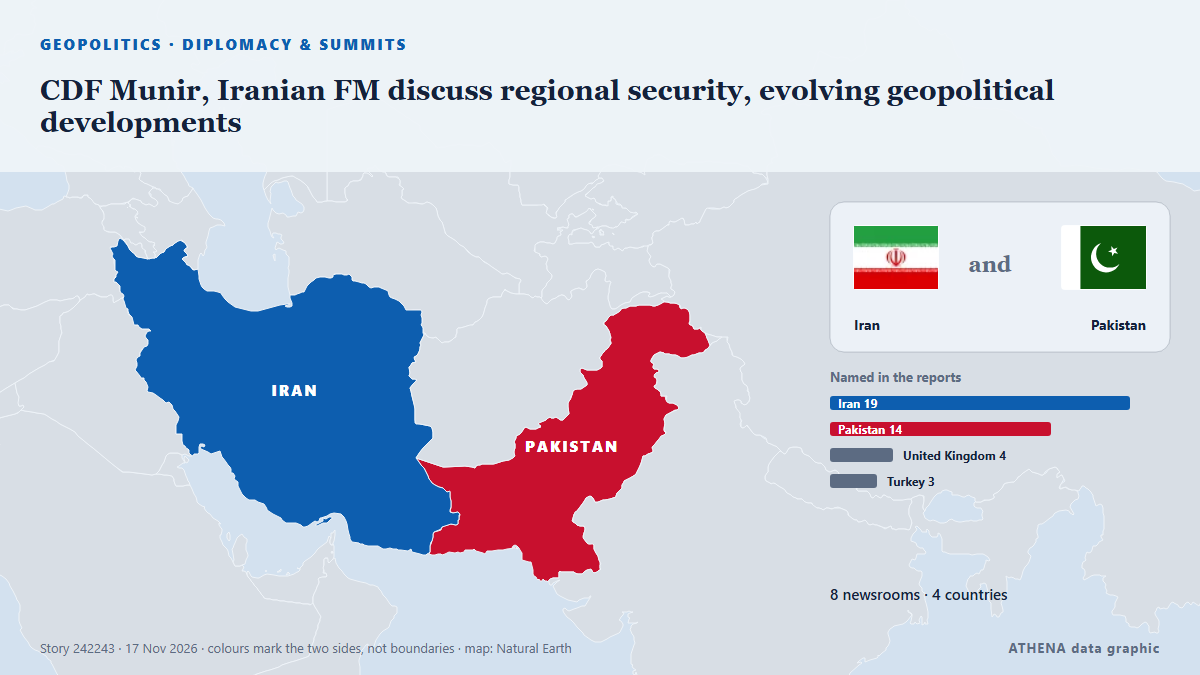 GEOPOLITICS · DIPLOMACY & SUMMITS
CDF Munir, Iranian FM discuss regional security, evolving geopolitical
developments
IRAN
PAKISTAN
and
Iran
Pakistan
Named in the reports
Iran 19
Pakistan 14
United Kingdom 4
Turkey 3
8 newsrooms · 4 countries
Story 242243 · 17 Nov 2026 · colours mark the two sides, not boundaries · map: Natural Earth
ATHENA data graphic